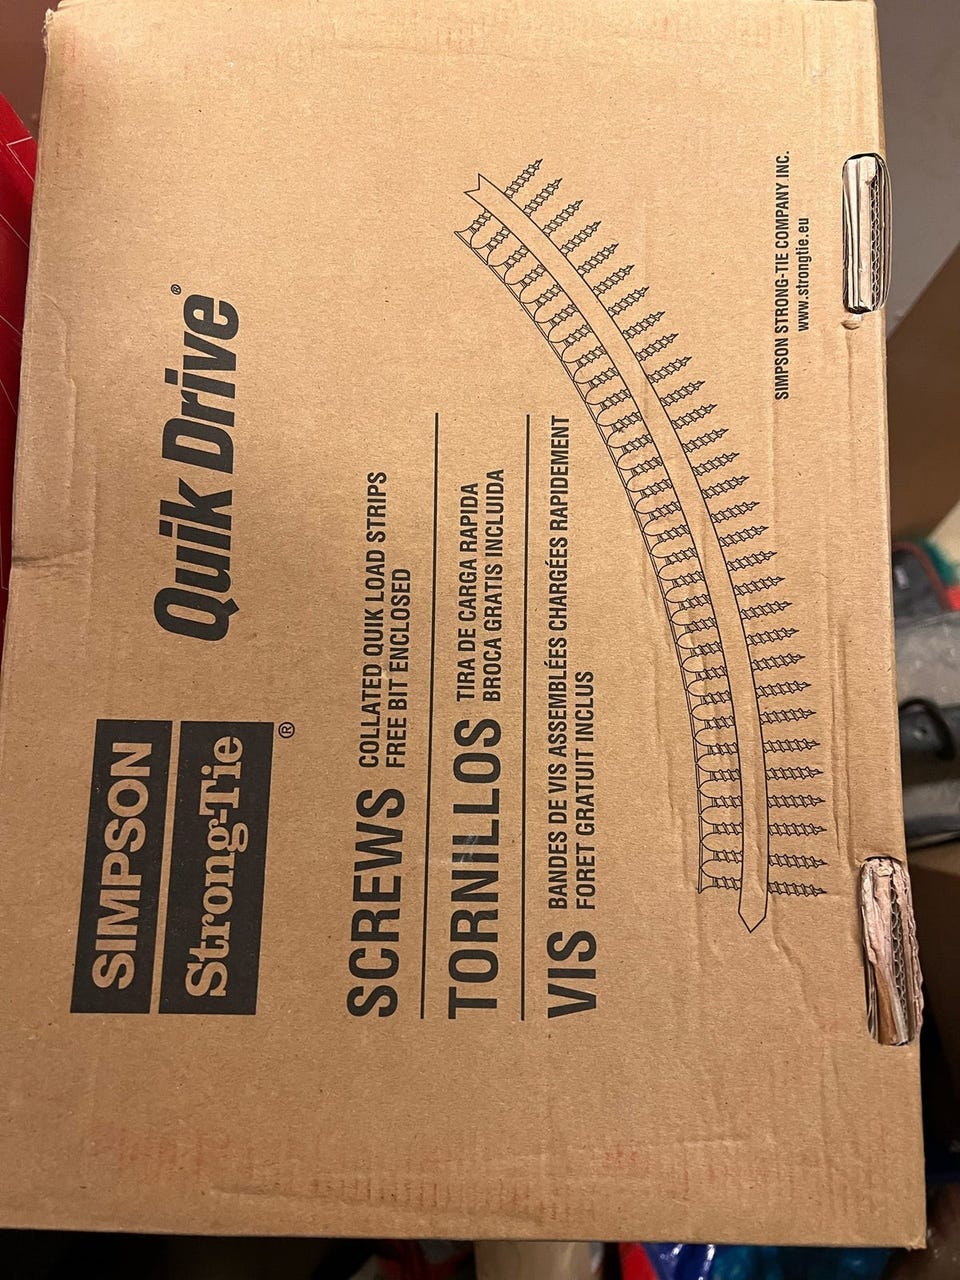 SIMPSON
Strong-Tie®
Quik Drive®
SCREWS
COLLATED QUIK LOAD STRIPS
FREE BIT ENCLOSED
TORNILLOS
TIRA DE CARGA RAPIDA
BROCA GRATIS INCLUIDA
VIS
BANDES DE VIS ASSEMBLÉES CHARGÉES RAPIDEMENT
FORET GRATUIT INCLUS
SIMPSON STRONG-TIE COMPANY INC.
www.strongtie.eu